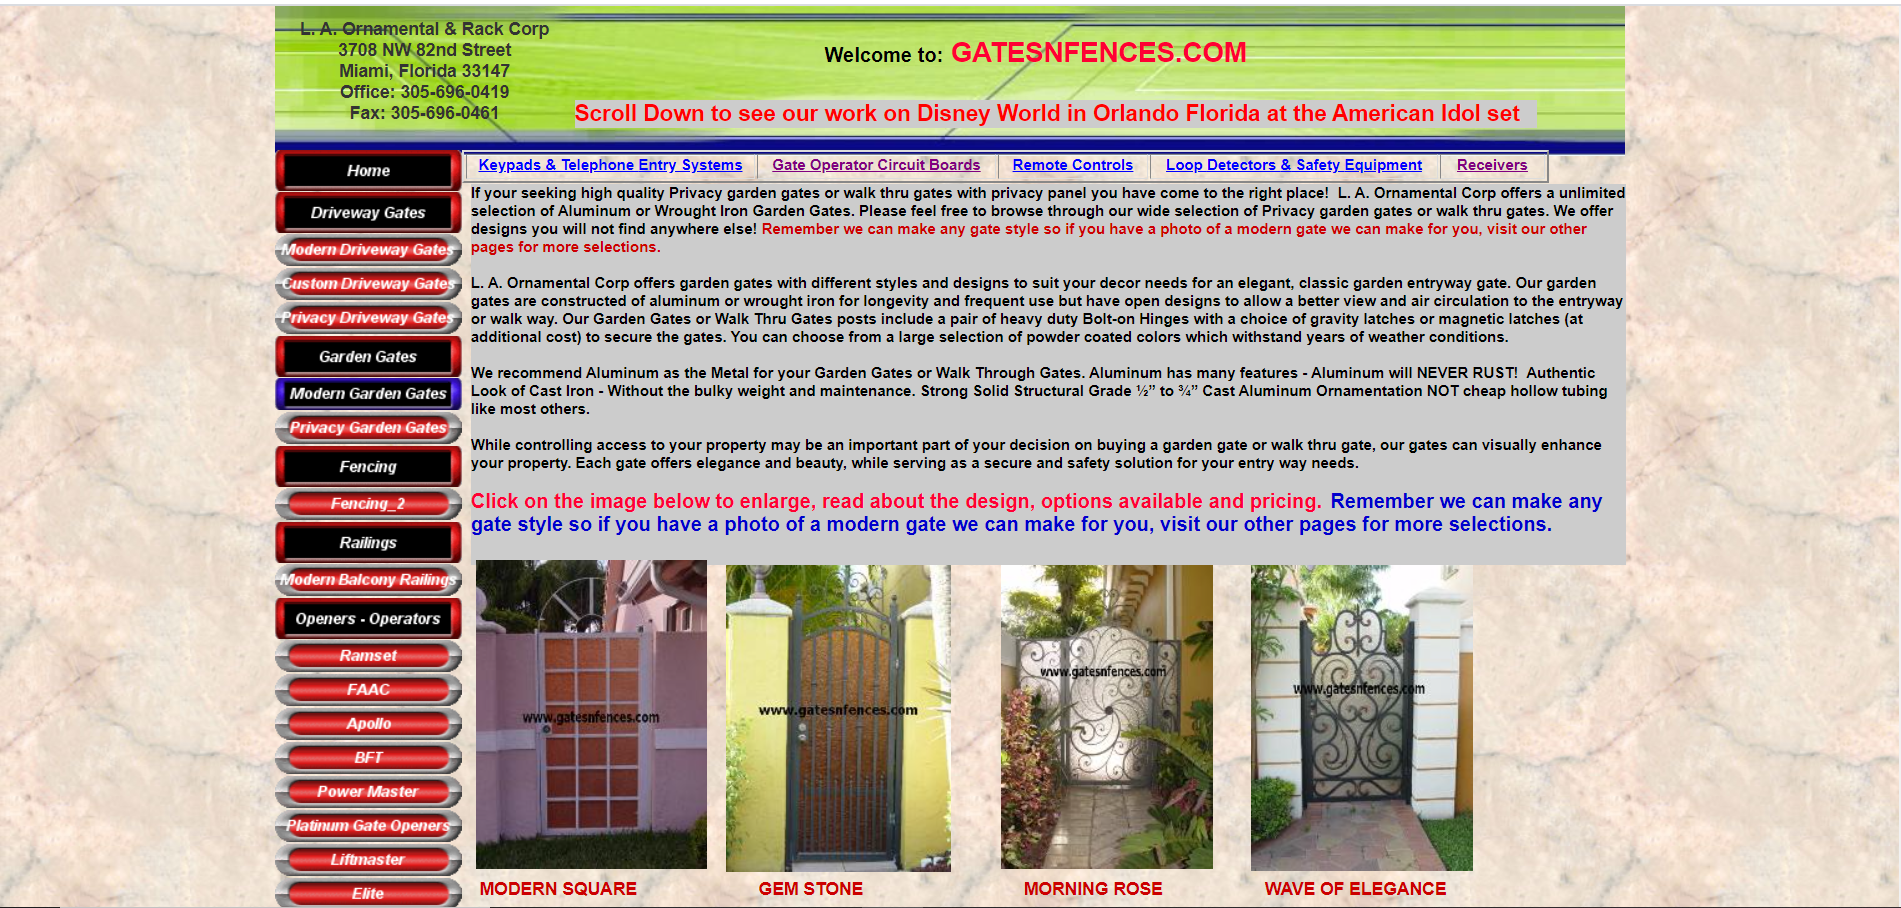 L. A. Ornamental & Rack Corp
3708 NW 82nd Street
Miami, Florida 33147
Office: 305-696-0419
Fax: 305-696-0461
Welcome to: GATESNFENCES.COM
Scroll Down to see our work on Disney World in Orlando Florida at the American Idol set
Home
Driveway Gates
Modern Driveway Gates
Custom Driveway Gates
Privacy Driveway Gates
Garden Gates
Modern Garden Gates
Privacy Garden Gates
Fencing
Fencing_2
Railings
Modern Balcony Railings
Openers - Operators
Ramset
FAAC
Apollo
BFT
Power Master
Platinum Gate Openers
Liftmaster
Elite
Keypads & Telephone Entry Systems
Gate Operator Circuit Boards
Remote Controls
Loop Detectors & Safety Equipment
Receivers
If your seeking high quality Privacy garden gates or walk thru gates with privacy panel you have come to the right place! L. A. Ornamental Corp offers a unlimited
selection of Aluminum or Wrought Iron Garden Gates. Please feel free to browse through our wide selection of Privacy garden gates or walk thru gates. We offer
designs you will not find anywhere else! Remember we can make any gate style so if you have a photo of a modern gate we can make for you, visit our other
pages for more selections.
L. A. Ornamental Corp offers garden gates with different styles and designs to suit your decor needs for an elegant, classic garden entryway gate. Our garden
gates are constructed of aluminum or wrought iron for longevity and frequent use but have open designs to allow a better view and air circulation to the entryway
or walk way. Our Garden Gates or Walk Thru Gates posts include a pair of heavy duty Bolt-on Hinges with a choice of gravity latches or magnetic latches (at
additional cost) to secure the gates. You can choose from a large selection of powder coated colors which withstand years of weather conditions.
We recommend Aluminum as the Metal for your Garden Gates or Walk Through Gates. Aluminum has many features - Aluminum will NEVER RUST! Authentic
Look of Cast Iron - Without the bulky weight and maintenance. Strong Solid Structural Grade ½” to ¾” Cast Aluminum Ornamentation NOT cheap hollow tubing
like most others.
While controlling access to your property may be an important part of your decision on buying a garden gate or walk thru gate, our gates can visually enhance
your property. Each gate offers elegance and beauty, while serving as a secure and safety solution for your entry way needs.
Click on the image below to enlarge, read about the design, options available and pricing. Remember we can make any
gate style so if you have a photo of a modern gate we can make for you, visit our other pages for more selections.
www.gatesnfences.com
www.gatesnfences.com
www.gatesnfences.com
www.gatesnfences.com
MODERN SQUARE
GEM STONE
MORNING ROSE
WAVE OF ELEGANCE